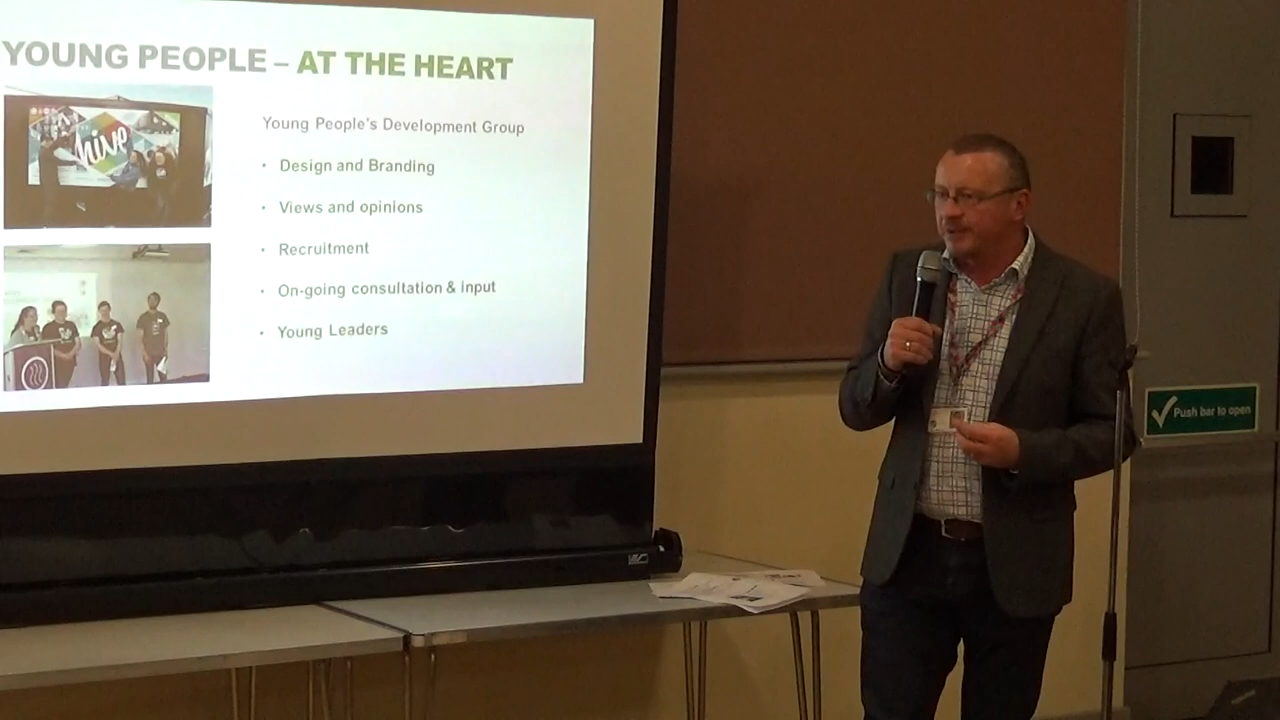 YOUNG PEOPLE – AT THE HEART
hive
Young People's Development Group
• Design and Branding
• Views and opinions
• Recruitment
• On-going consultation & input
• Young Leaders
Push bar to open